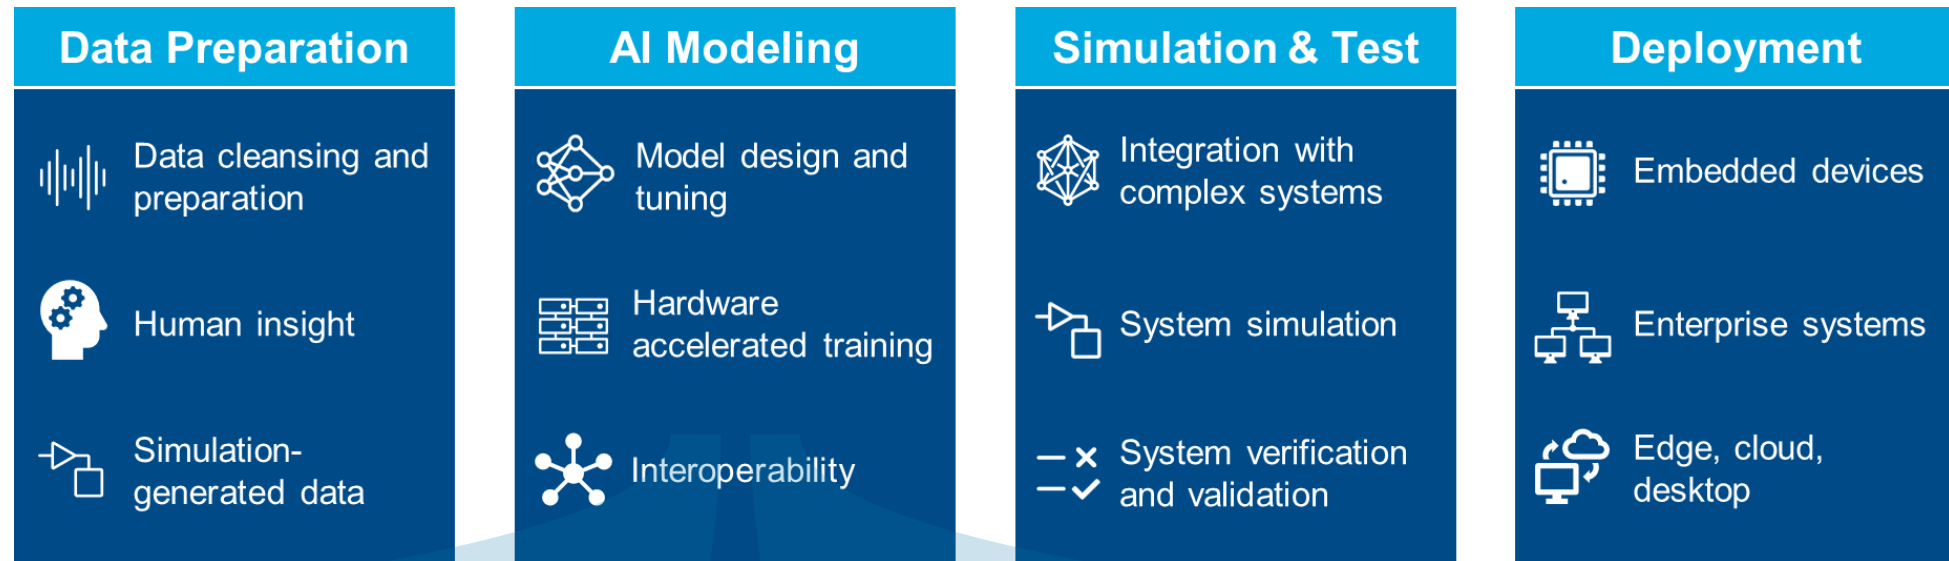 Data Preparation
Data cleansing and
preparation
Human insight
Simulation-
generated data
AI Modeling
Model design and
tuning
Hardware
accelerated training
Interoperability
Simulation & Test
Integration with
complex systems
System simulation
System verification
and validation
Deployment
Embedded devices
Enterprise systems
Edge, cloud,
desktop